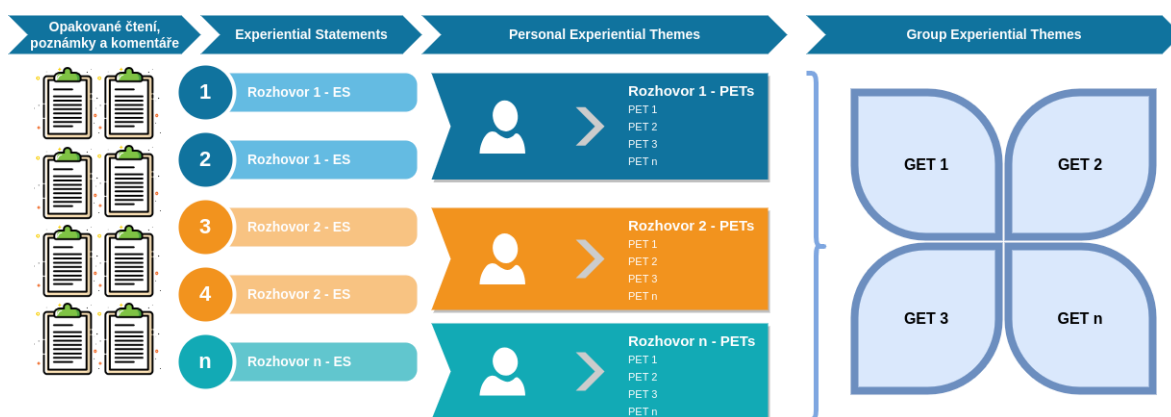 Opakované čtení,
poznámky a komentáře
Experiential Statements
Personal Experiential Themes
Group Experiential Themes
1
Rozhovor 1 - ES
2
Rozhovor 1 - ES
3
Rozhovor 2 - ES
4
Rozhovor 2 - ES
n
Rozhovor n - ES
Rozhovor 1 - PETs
PET 1
PET 2
PET 3
PET n
Rozhovor 2 - PETs
PET 1
PET 2
PET 3
PET n
Rozhovor n - PETs
PET 1
PET 2
PET 3
PET n
GET 1
GET 2
GET 3
GET n